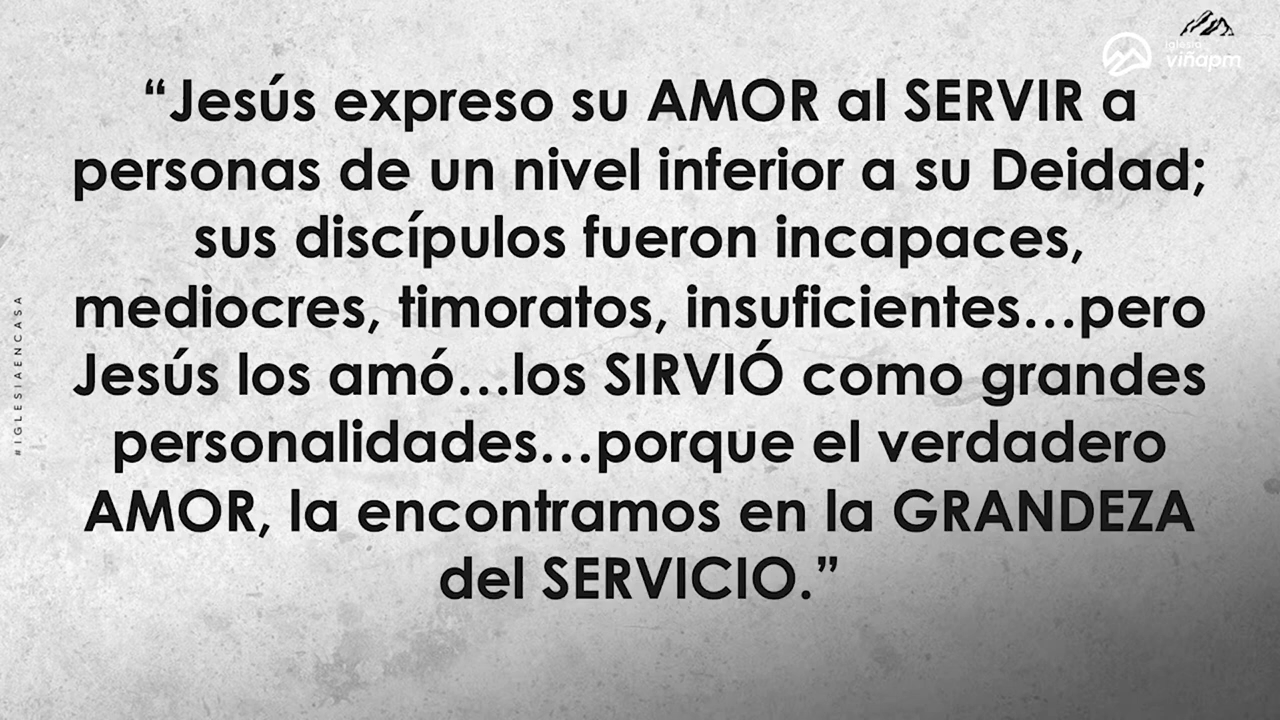 iglesia
viñapm
“Jesús expreso su AMOR al SERVIR a
personas de un nivel inferior a su Deidad;
sus discípulos fueron incapaces,
mediocres, timoratos, insuficientes...pero
Jesús los amó...los SIRVIÓ como grandes
personalidades...porque el verdadero
AMOR, la encontramos en la GRANDEZA
del SERVICIO.”
#IGLESIAENCASA